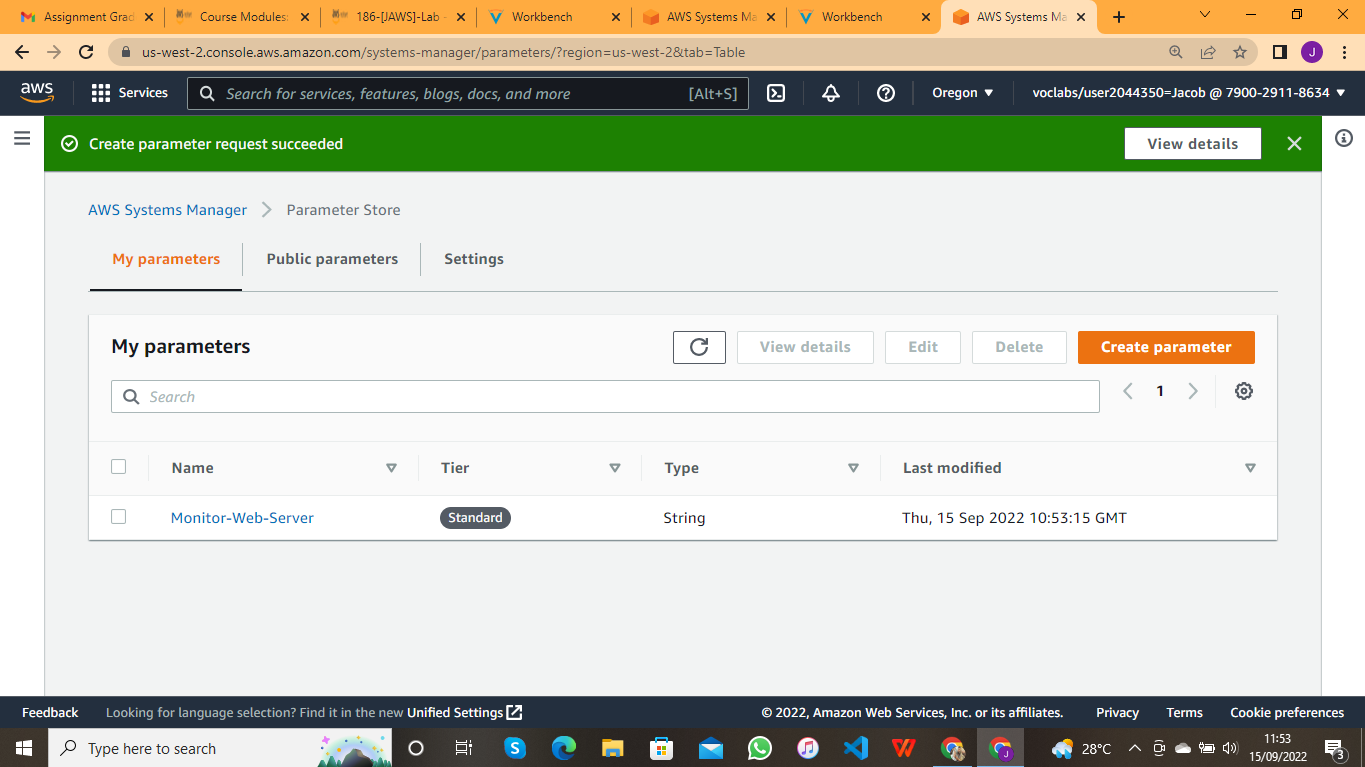 Assignment Grad
Course Modules:
186-[JAWS]-Lab -
Workbench
AWS Systems Ma
Workbench
AWS Systems Ma
us-west-2.console.aws.amazon.com/systems-manager/parameters/?region=us-west-2&tab=Table
J
aws
Services
Search for services, features, blogs, docs, and more
[Alt+S]
Oregon
voclabs/user2044350=Jacob @ 7900-2911-8634
Create parameter request succeeded
View details
AWS Systems Manager
Parameter Store
My parameters
Public parameters
Settings
My parameters
View details
Edit
Delete
Create parameter
Search
1
Name
Tier
Type
Last modified
Monitor-Web-Server
Standard
String
Thu, 15 Sep 2022 10:53:15 GMT
Feedback
Looking for language selection? Find it in the new Unified Settings
© 2022, Amazon Web Services, Inc. or its affiliates.
Privacy
Terms
Cookie preferences
Type here to search
28°C
11:53
15/09/2022
3